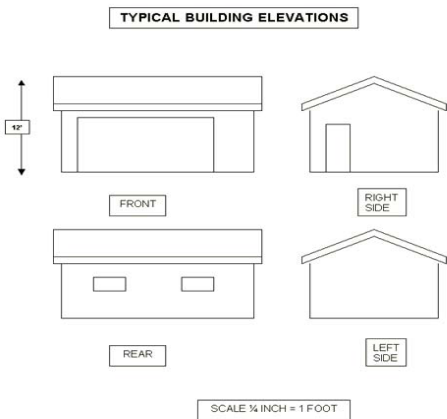 TYPICAL BUILDING ELEVATIONS
12'
FRONT
RIGHT
SIDE
REAR
LEFT
SIDE
SCALE ¼ INCH = 1 FOOT